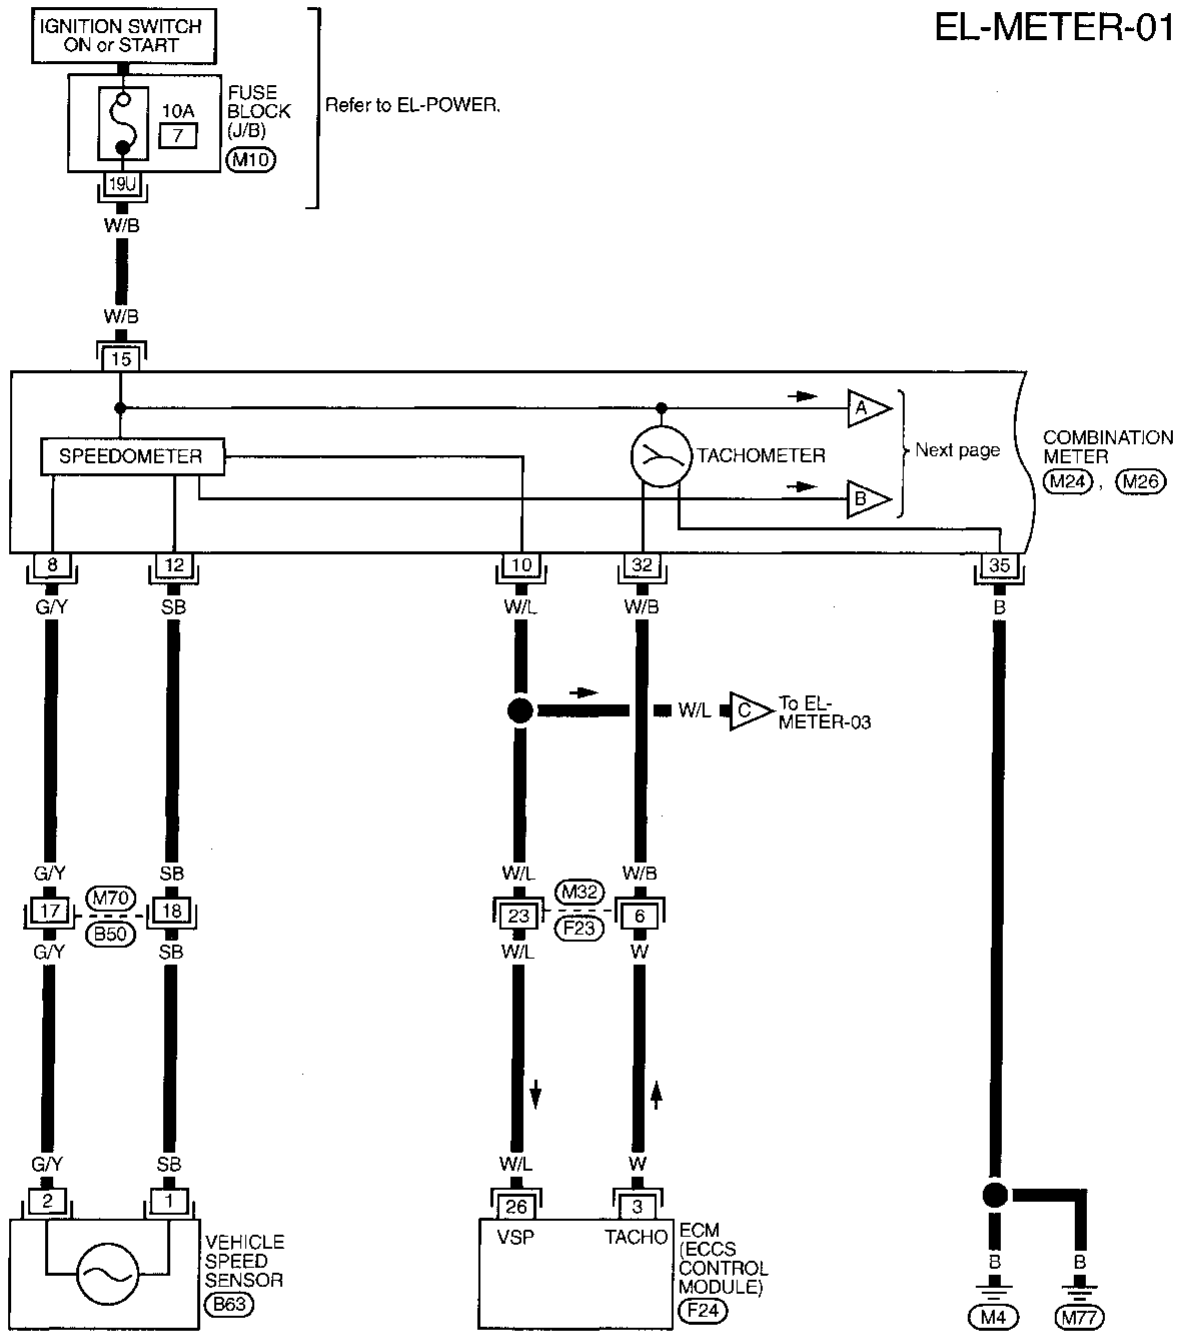 EL-METER-01
IGNITION SWITCH
ON or START
10A
7
FUSE
BLOCK
(J/B)
M10
Refer to EL-POWER.
19U
W/B
W/B
15
A
SPEEDOMETER
TACHOMETER
B
Next page
COMBINATION
METER
M24 , M26
8
12
10
32
35
G/Y
SB
W/L
W/B
B
W/L
C
To EL-
METER-03
G/Y
SB
W/L
W/B
17
M70
B50
18
23
M32
F23
6
G/Y
SB
W/L
W
G/Y
SB
W/L
W
2
1
26
3
VSP
TACHO
VEHICLE
SPEED
SENSOR
B63
ECM
(ECCS
CONTROL
MODULE)
F24
B
B
M4
M77